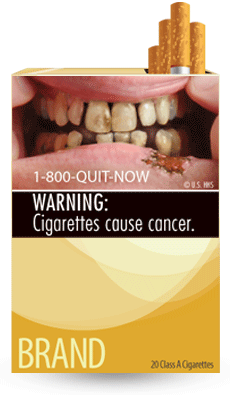 1-800-QUIT-NOW
© U.S. HHS
WARNING:
Cigarettes cause cancer.
BRAND
20 Class A Cigarettes